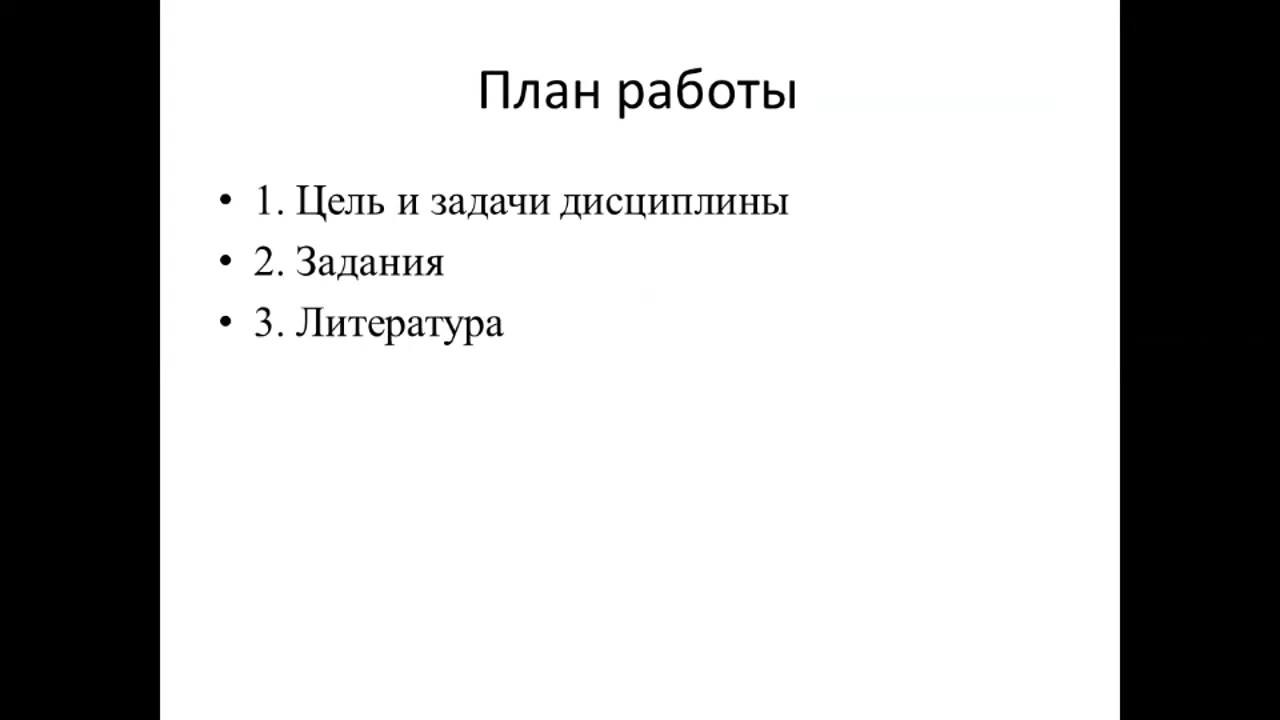 План работы
• 1. Цель и задачи дисциплины
• 2. Задания
• 3. Литература